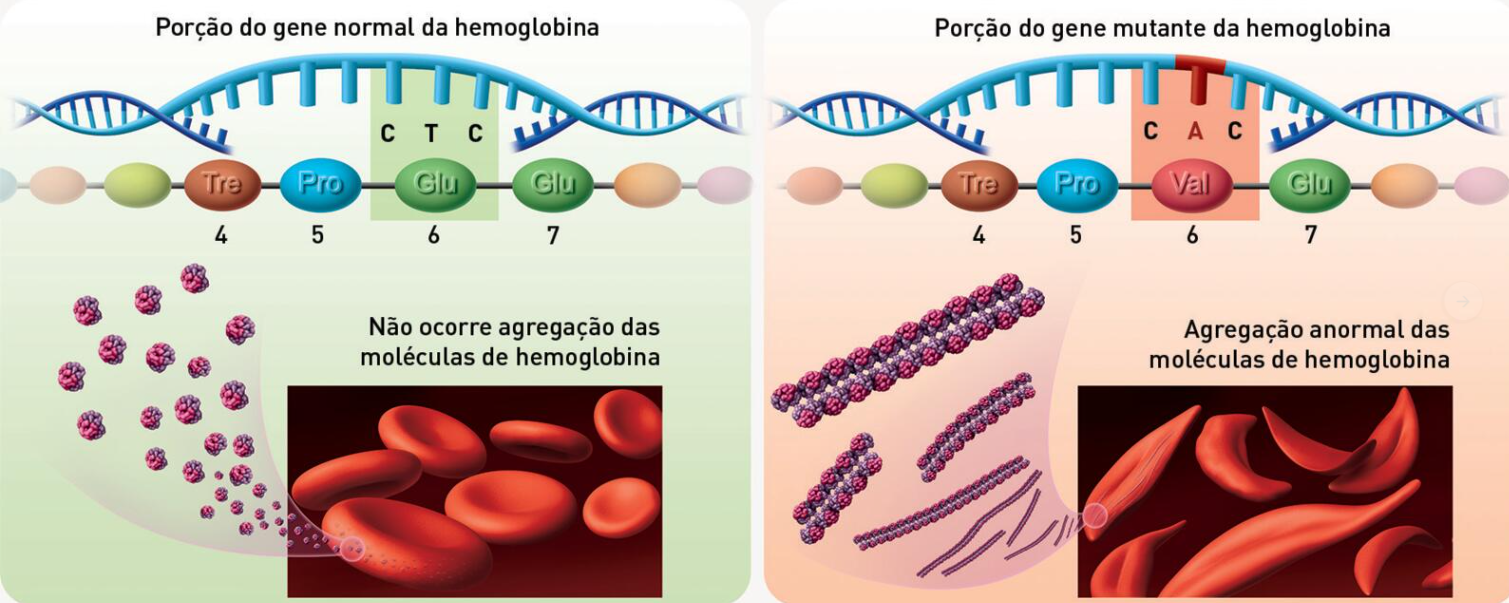 Porção do gene normal da hemoglobina
C T C
Tre Pro Glu Glu
4 5 6 7
Não ocorre agregação das
moléculas de hemoglobina
Porção do gene mutante da hemoglobina
C A C
Tre Pro Val Glu
4 5 6 7
Agregação anormal das
moléculas de hemoglobina